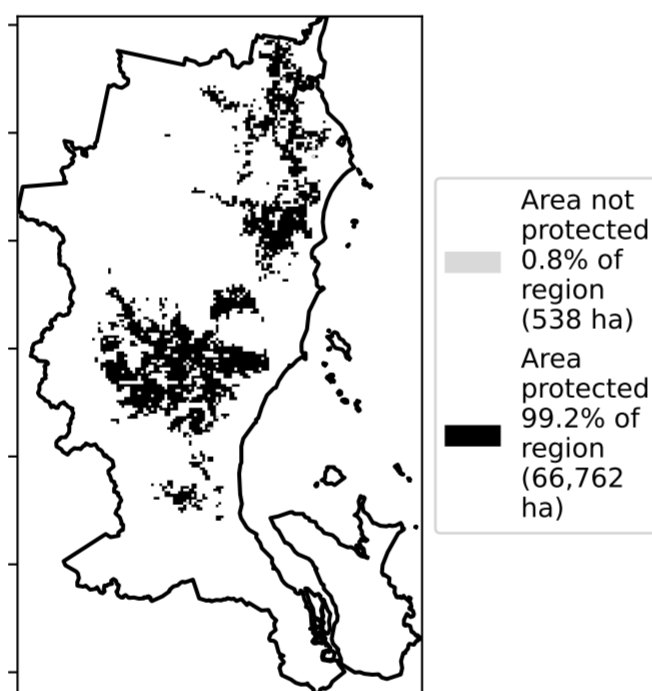 Area not
protected
0.8% of
region
(538 ha)
Area
protected
99.2% of
region
(66,762
ha)